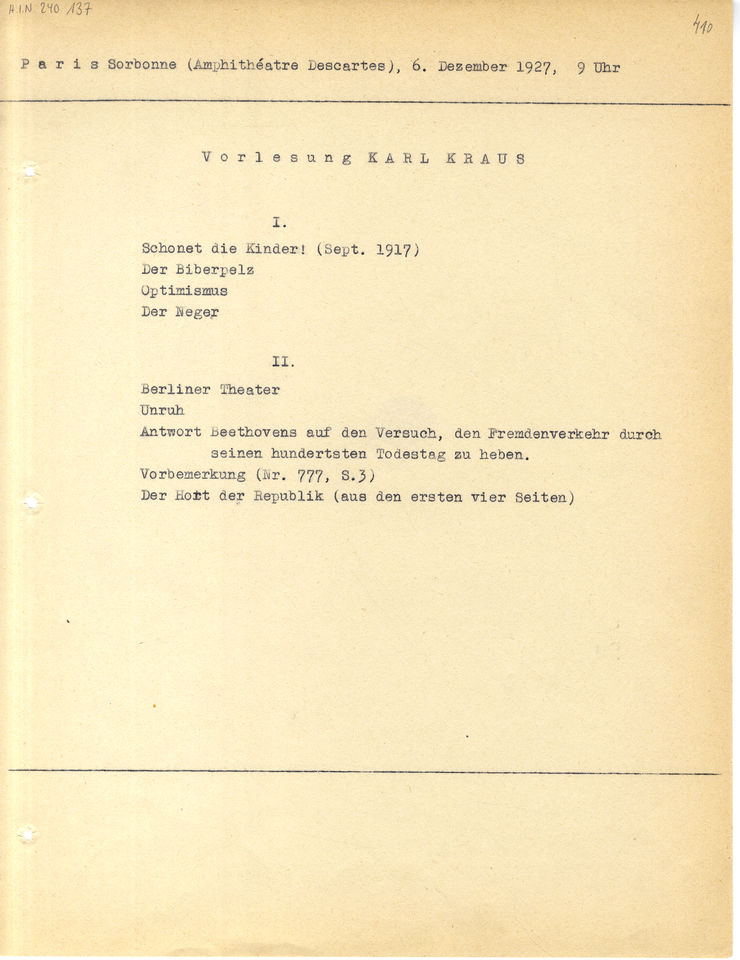 H.I.N 240 137
410
P a r i s Sorbonne (Amphithéatre Descartes), 6. Dezember 1927, 9 Uhr
V o r l e s u n g K A R L K R A U S
I.
Schonet die Kinder! (Sept. 1917)
Der Biberpelz
Optimismus
Der Neger
II.
Berliner Theater
Unruh
Antwort Beethovens auf den Versuch, den Fremdenverkehr durch
seinen hundertsten Todestag zu heben.
Vorbemerkung (Nr. 777, S.3)
Der Hort der Republik (aus den ersten vier Seiten)